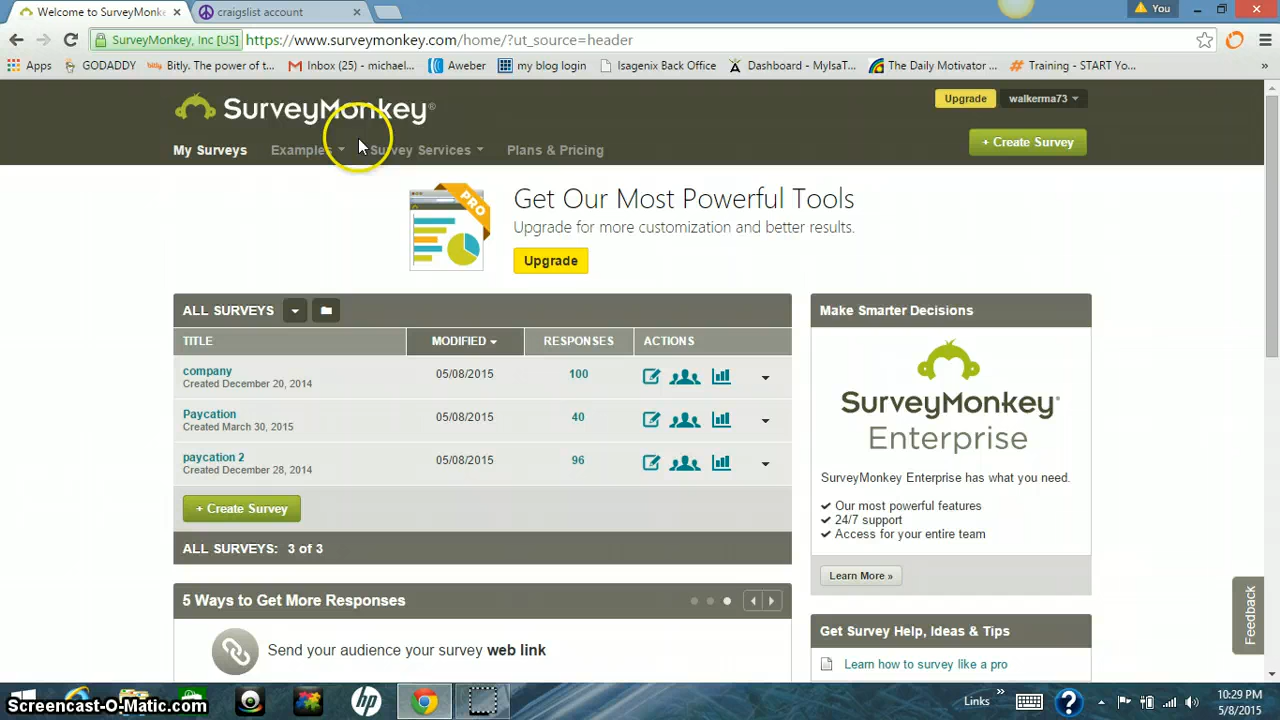 Welcome to SurveyMonke
craigslist account
You
SurveyMonkey, Inc [US]
https://www.surveymonkey.com/home/?ut_source=header
Apps
GODADDY
bitly
Bitly. The power of t...
Inbox (25) - michael...
Aweber
my blog login
Isagenix Back Office
Dashboard - MyIsaT...
The Daily Motivator ...
Training - START Yo...
»
SurveyMonkey®
Upgrade
walkerma73
My Surveys
Examples
Survey Services
Plans & Pricing
+ Create Survey
PRO
Get Our Most Powerful Tools
Upgrade for more customization and better results.
Upgrade
ALL SURVEYS
TITLE
MODIFIED
RESPONSES
ACTIONS
company
Created December 20, 2014
05/08/2015
100
Paycation
Created March 30, 2015
05/08/2015
40
paycation 2
Created December 28, 2014
05/08/2015
96
+ Create Survey
ALL SURVEYS: 3 of 3
5 Ways to Get More Responses
Send your audience your survey web link
Make Smarter Decisions
SurveyMonkey®
Enterprise
SurveyMonkey Enterprise has what you need.
Our most powerful features
24/7 support
Access for your entire team
Learn More »
Get Survey Help, Ideas & Tips
Learn how to survey like a pro
Feedback
Screencast-O-Matic.com
hp
Links
»
?
10:29 PM
5/8/2015